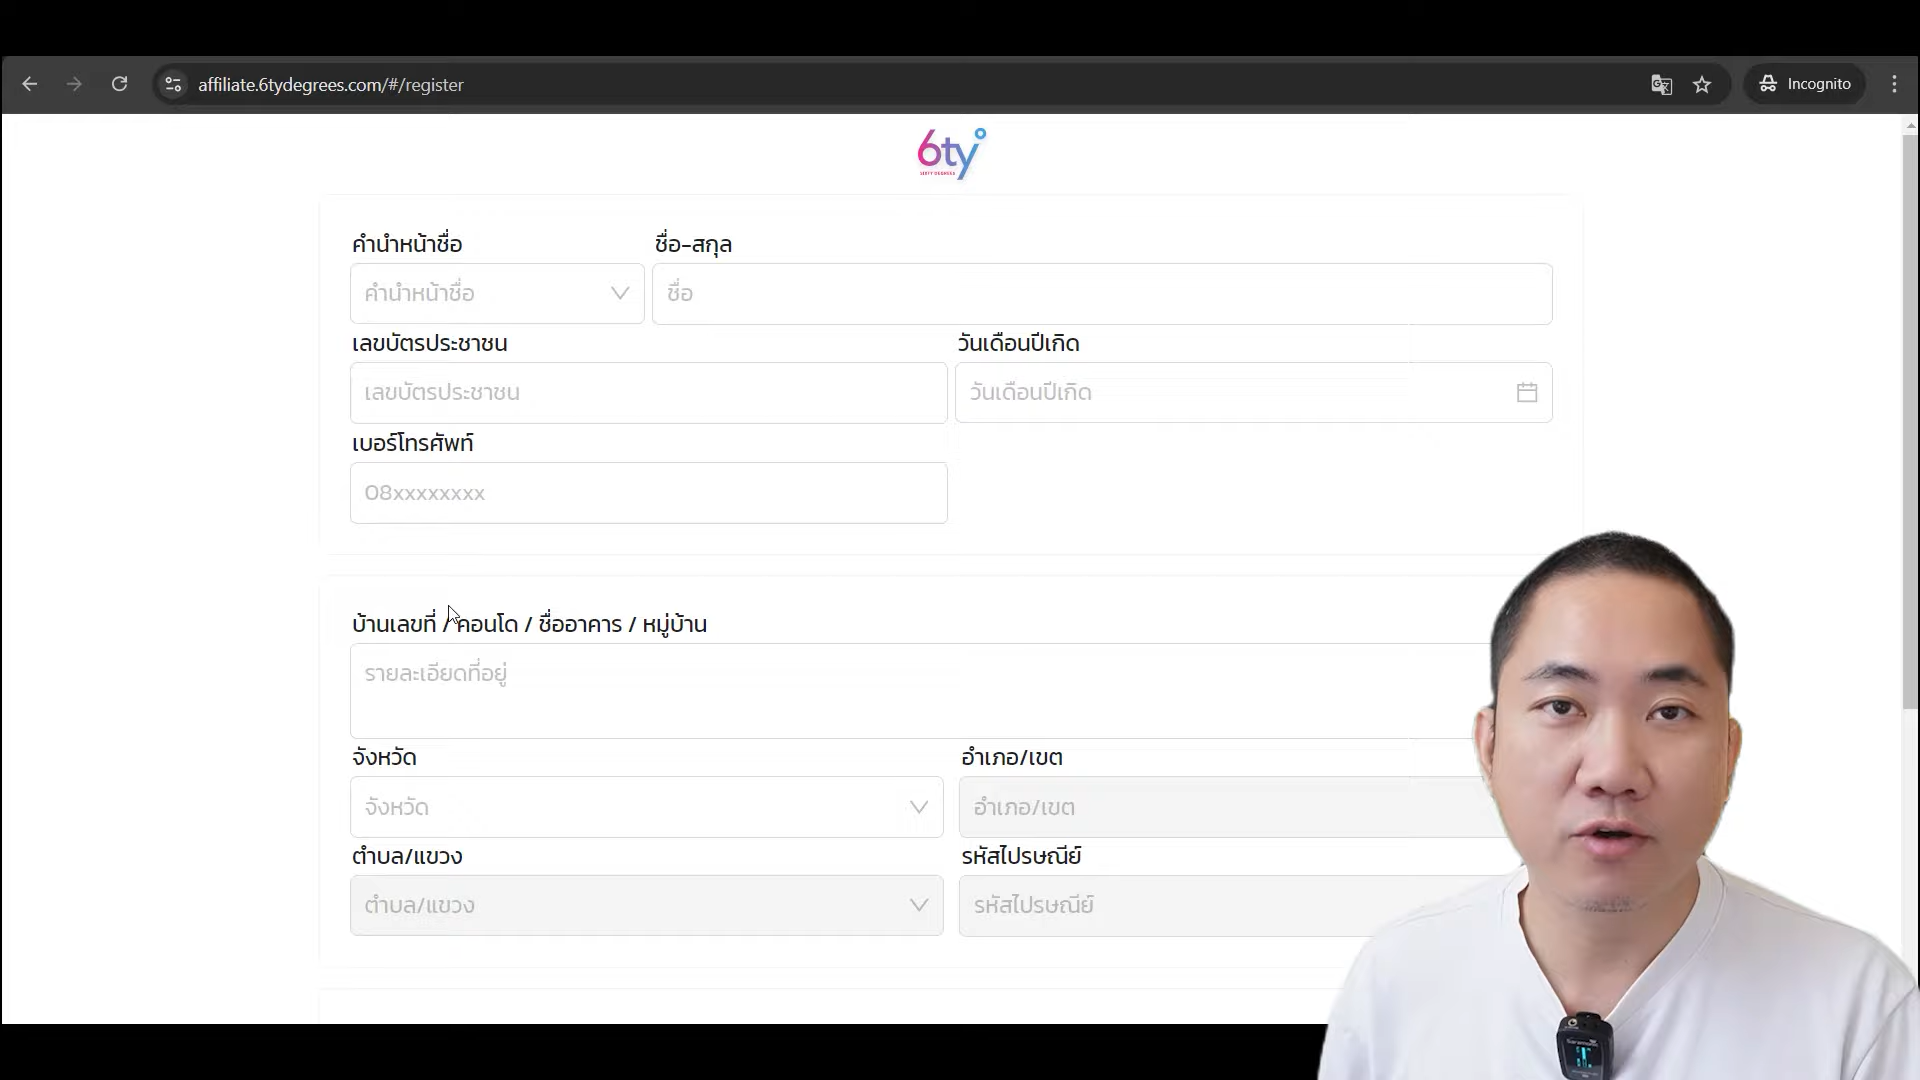 affiliate.6tydegrees.com/#/register
Incognito
6ty°
SIXTY DEGREES
คำนำหน้าชื่อ ชื่อ-สกุล
คำนำหน้าชื่อ ชื่อ
เลขบัตรประชาชน วันเดือนปีเกิด
เลขบัตรประชาชน วันเดือนปีเกิด
เบอร์โทรศัพท์
08xxxxxxxx
บ้านเลขที่ / คอนโด / ชื่ออาคาร / หมู่บ้าน
รายละเอียดที่อยู่
จังหวัด อำเภอ/เขต
จังหวัด อำเภอ/เขต
ตำบล/แขวง รหัสไปรษณีย์
ตำบล/แขวง รหัสไปรษณีย์